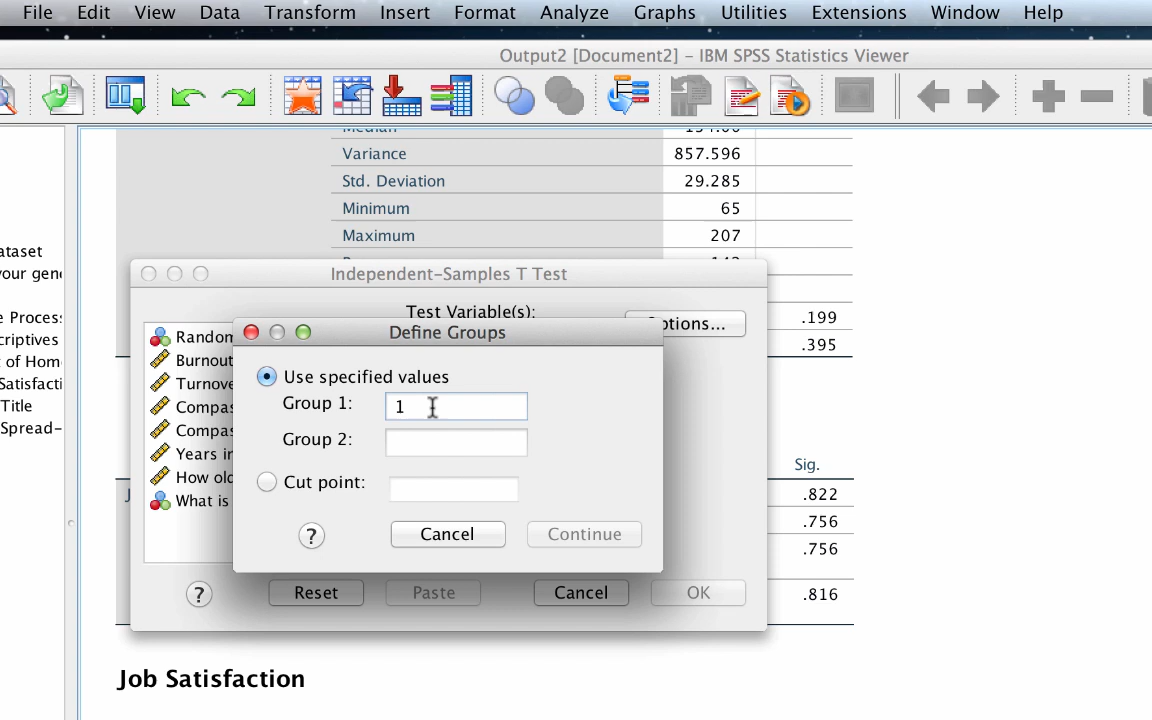 File Edit View Data Transform Insert Format Analyze Graphs Utilities Extensions Window Help
Output2 [Document2] – IBM SPSS Statistics Viewer
Variance 857.596
Std. Deviation 29.285
Minimum 65
Maximum 207
.199
.395
Sig.
.822
.756
.756
.816
Job Satisfaction
ataset
your gene
e Process
criptives
t of Hom
Satisfacti
Title
Spread-
Independent-Samples T Test
Test Variable(s):
ptions...
Random
Burnout
Turnove
Compas
Compas
Years in
How old
What is
Define Groups
Use specified values
Group 1: 1
Group 2:
Cut point:
? Cancel Continue
? Reset Paste Cancel OK